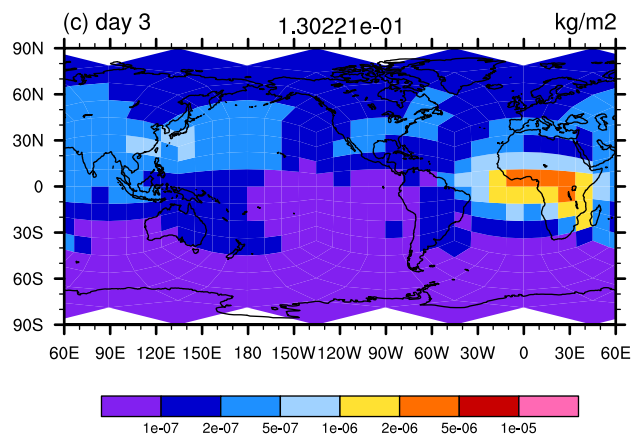 (c) day 3 1.30221e-01 kg/m2
90N
60N
30N
0
30S
60S
90S
60E 90E 120E 150E 180 150W 120W 90W 60W 30W 0 30E 60E
1e-07 2e-07 5e-07 1e-06 2e-06 5e-06 1e-05